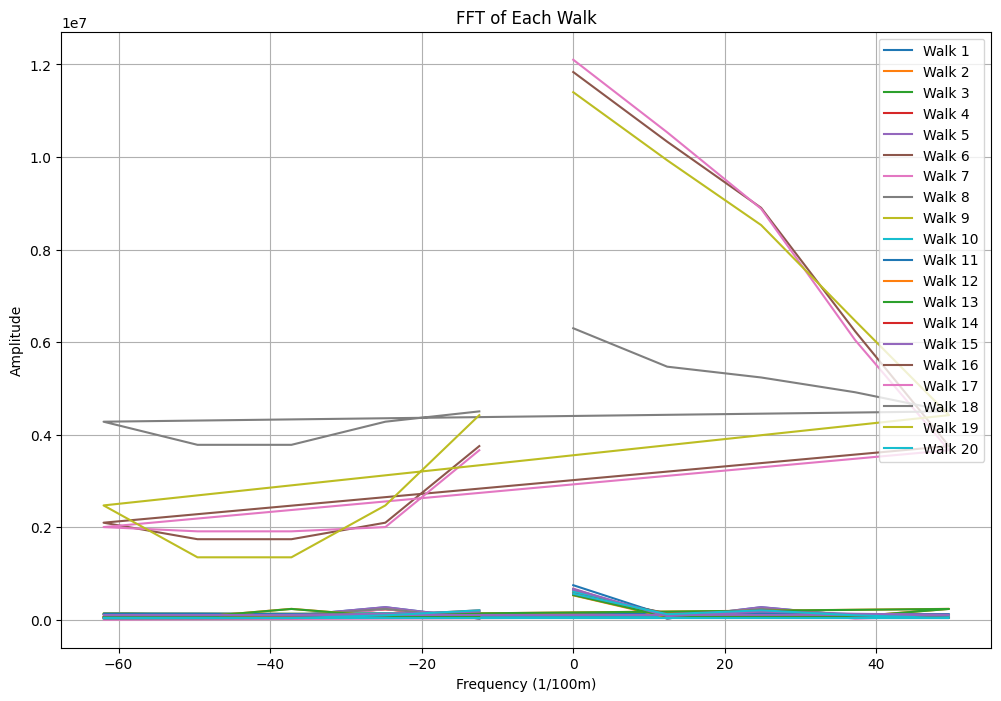 FFT of Each Walk
1e7
1.2
1.0
0.8
0.6
0.4
0.2
0.0
Amplitude
−60
−40
−20
0
20
40
Frequency (1/100m)
Walk 1
Walk 2
Walk 3
Walk 4
Walk 5
Walk 6
Walk 7
Walk 8
Walk 9
Walk 10
Walk 11
Walk 12
Walk 13
Walk 14
Walk 15
Walk 16
Walk 17
Walk 18
Walk 19
Walk 20